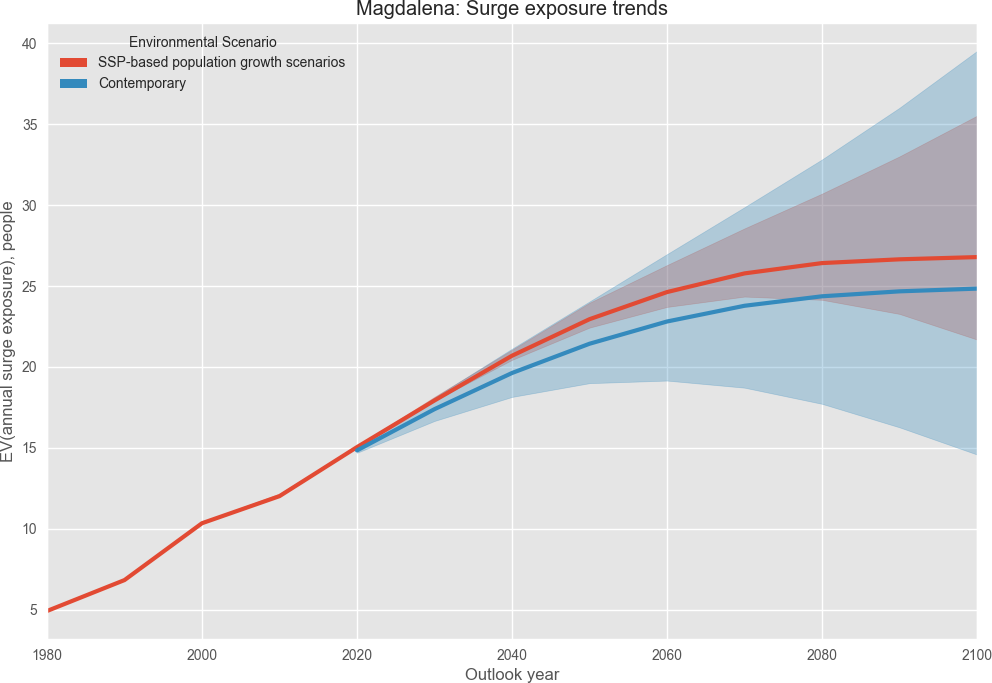 Magdalena: Surge exposure trends
Environmental Scenario
SSP-based population growth scenarios
Contemporary
EV(annual surge exposure), people
40
35
30
25
20
15
10
5
1980
2000
2020
2040
2060
2080
2100
Outlook year